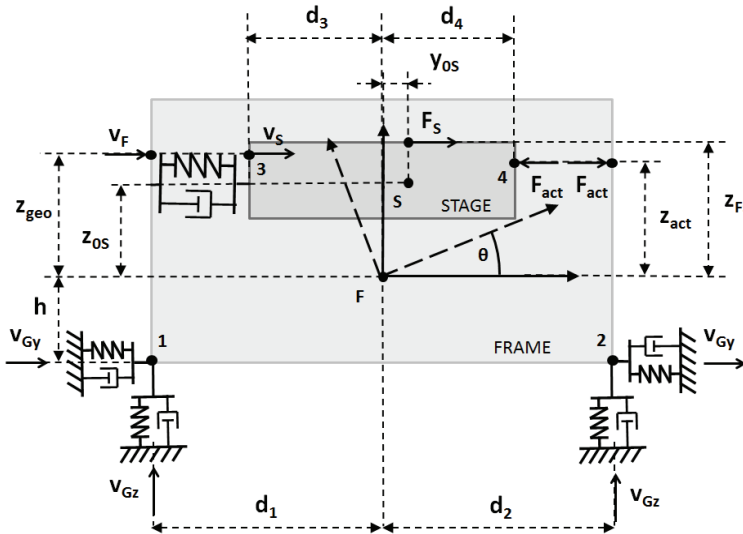 d3 d4
y0S
vF vS FS
3 4
Fact Fact
zgeo z0S S STAGE zact zF
θ
F
h
vGy 1 FRAME 2 vGy
vGz vGz
d1 d2